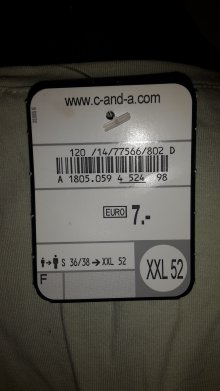 www.c-and-a.com
120 /14/77566/802 D
A 1805.059 4 524 98
EURO 7.-
S 36/38 → XXL 52
XXL 52
F